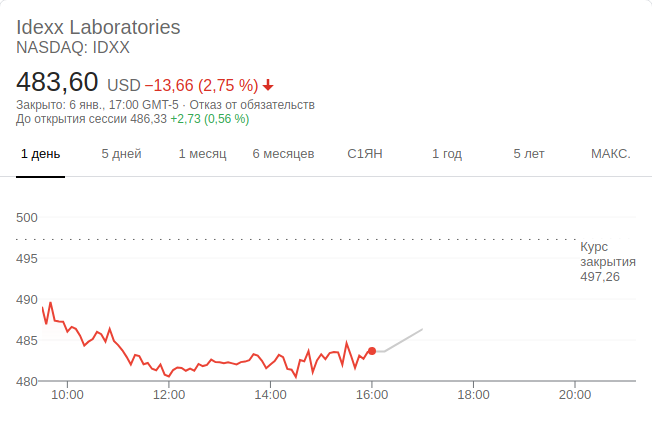 Idexx Laboratories
NASDAQ: IDXX
483,60 USD −13,66 (2,75 %)
Закрыто: 6 янв., 17:00 GMT-5 · Отказ от обязательств
До открытия сессии 486,33 +2,73 (0,56 %)
1 день 5 дней 1 месяц 6 месяцев С1ЯН 1 год 5 лет МАКС.
500
Курс
закрытия
497,26
495
490
485
480
10:00 12:00 14:00 16:00 18:00 20:00